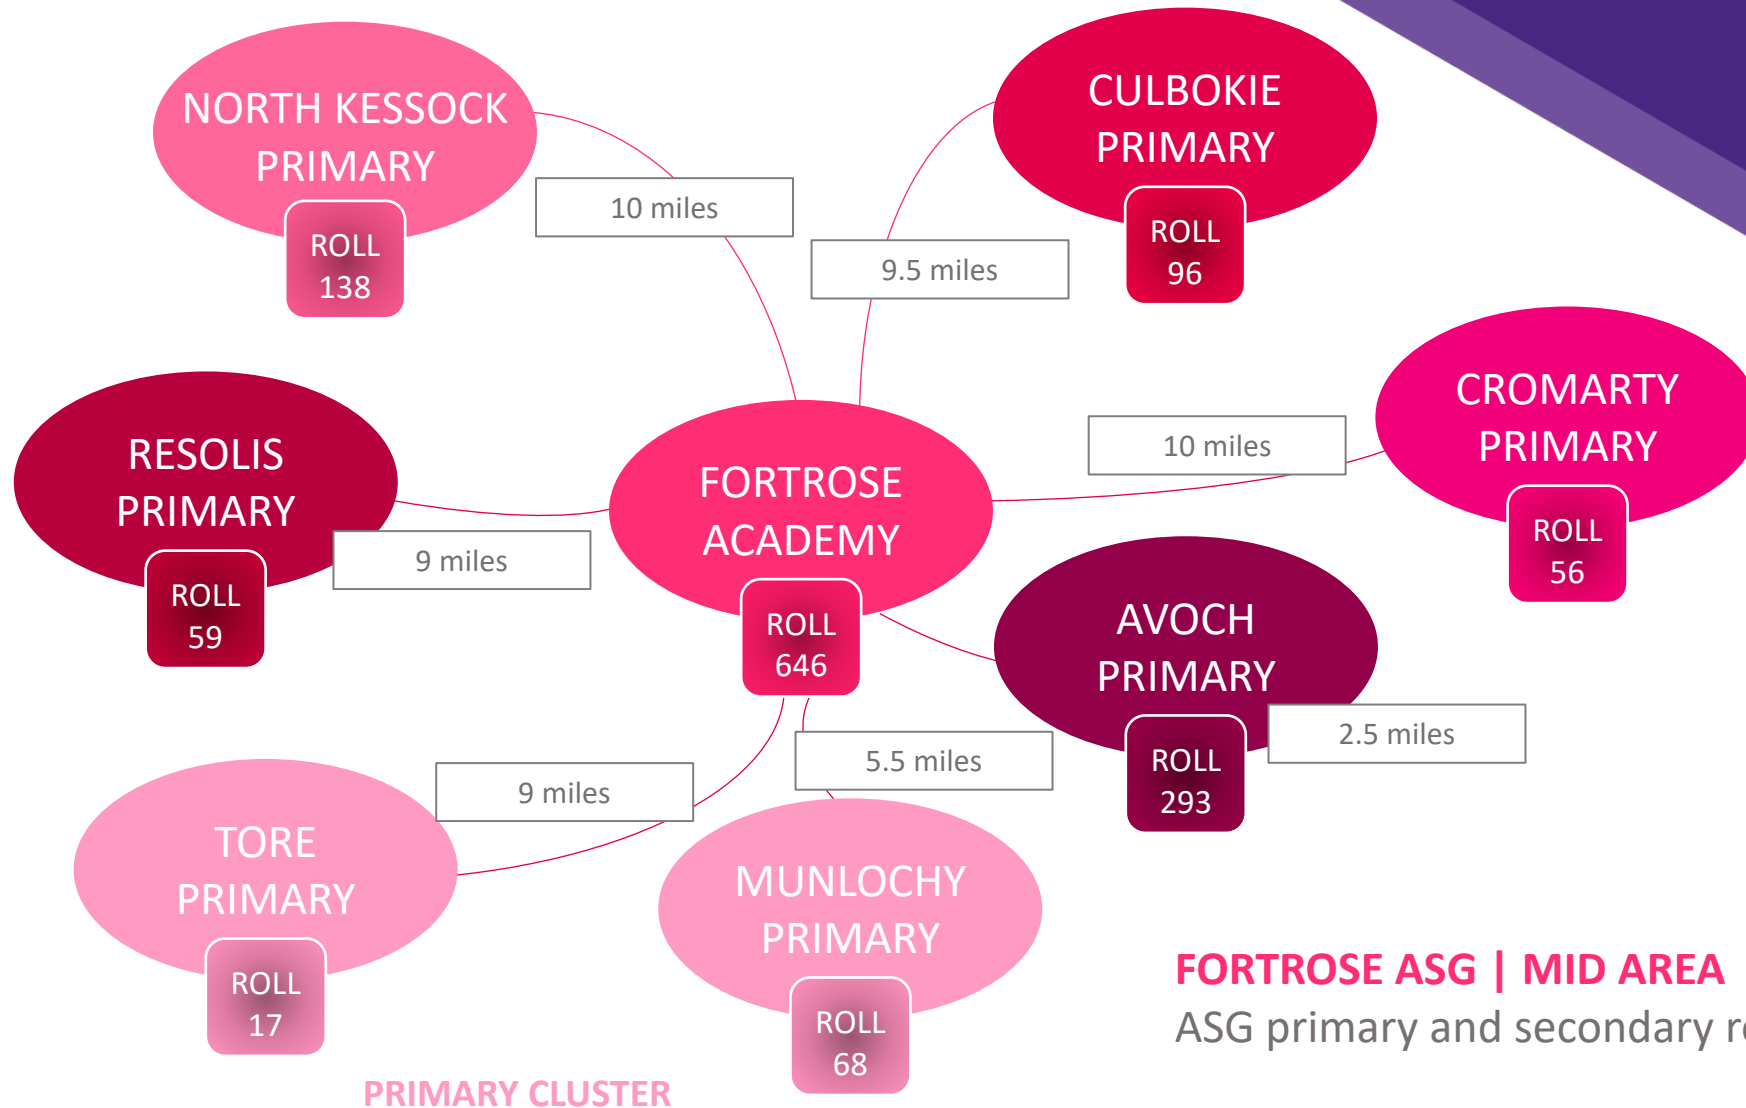 NORTH KESSOCK
PRIMARY
ROLL
138
10 miles
CULBOKIE
PRIMARY
ROLL
96
9.5 miles
CROMARTY
PRIMARY
ROLL
56
10 miles
RESOLIS
PRIMARY
ROLL
59
9 miles
FORTROSE
ACADEMY
ROLL
646
AVOCH
PRIMARY
ROLL
293
2.5 miles
5.5 miles
9 miles
TORE
PRIMARY
ROLL
17
MUNLOCHY
PRIMARY
ROLL
68
FORTROSE ASG | MID AREA
ASG primary and secondary
PRIMARY CLUSTER